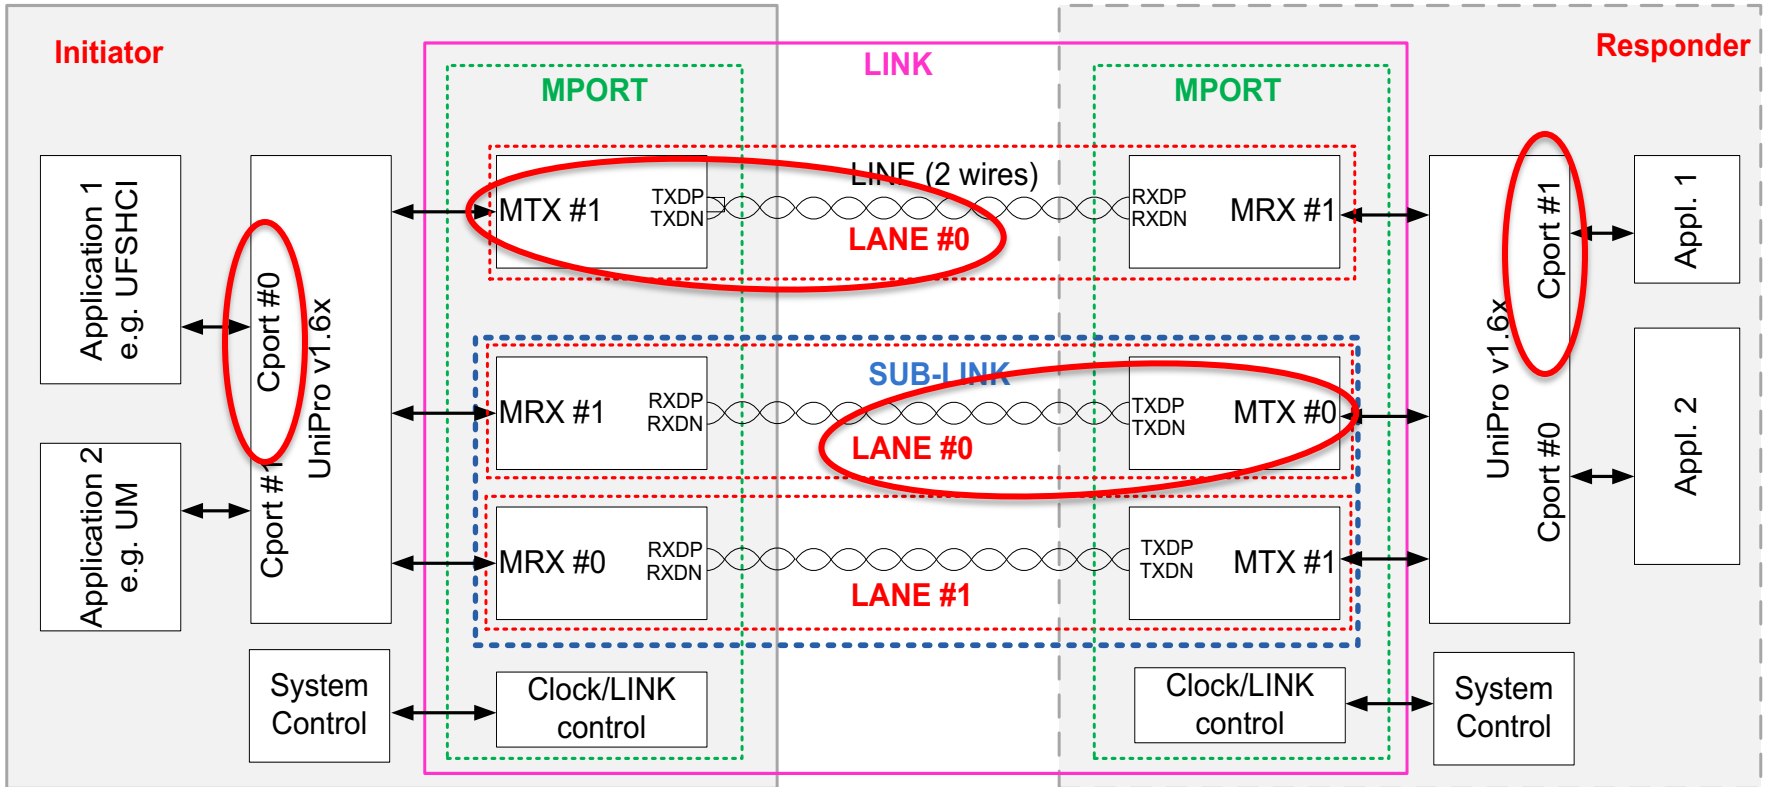 Initiator
Responder
LINK
MPORT
MPORT
Application 1
e.g. UFSHCI
Application 2
e.g. UM
Cport #0
Cport #1
UniPro v1.6x
MTX #1
TXDP
TXDN
LINE (2 wires)
LANE #0
RXDP
RXDN
MRX #1
SUB-LINK
MRX #1
RXDP
RXDN
LANE #0
TXDP
TXDN
MTX #0
MRX #0
RXDP
RXDN
LANE #1
TXDP
TXDN
MTX #1
UniPro v1.6x
Cport #1
Cport #0
Appl. 1
Appl. 2
System
Control
Clock/LINK
control
Clock/LINK
control
System
Control